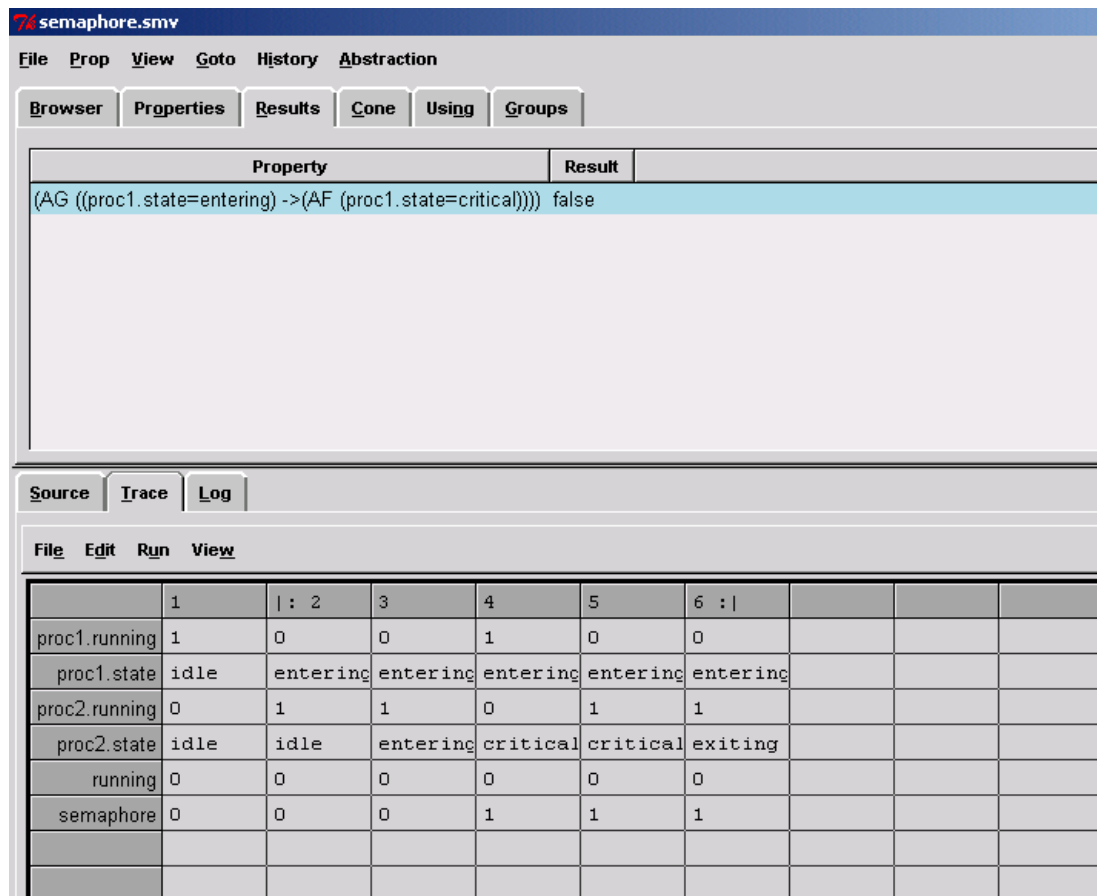 semaphore.smv
File Prop View Goto History Abstraction
Browser Properties Results Cone Using Groups
Property Result
(AG ((proc1.state=entering) ->(AF (proc1.state=critical)))) false
Source Trace Log
File Edit Run View
1 |: 2 3 4 5 6 :|
proc1.running 1 0 0 1 0 0
proc1.state idle entering entering entering entering entering
proc2.running 0 1 1 0 1 1
proc2.state idle idle entering critical critical exiting
running 0 0 0 0 0 0
semaphore 0 0 0 1 1 1